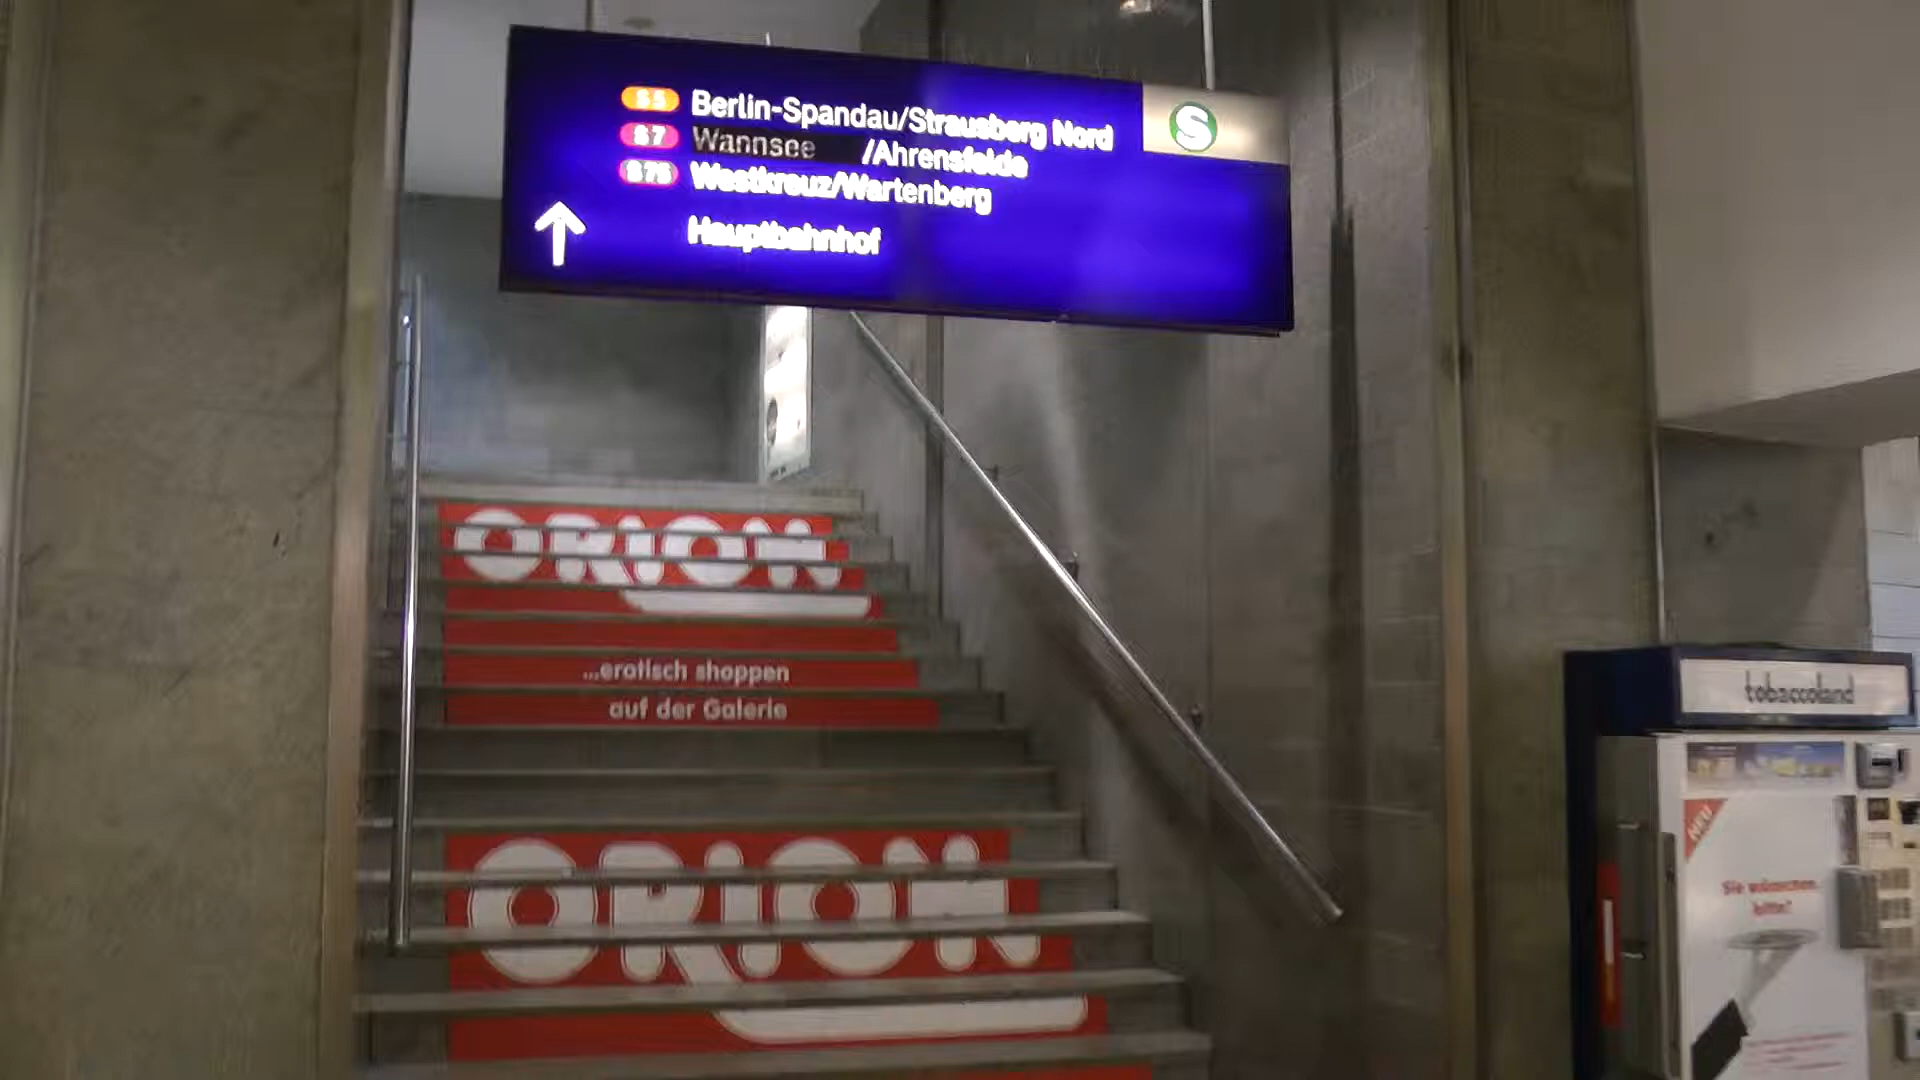 S5 Berlin-Spandau/Strausberg Nord
S7 Wannsee /Ahrensfelde
S75 Westkreuz/Wartenberg
Hauptbahnhof
S
ORION
...erotisch shoppen
auf der Galerie
ORION
tobaccoland
NEU
Sie wünschen,
bitte?